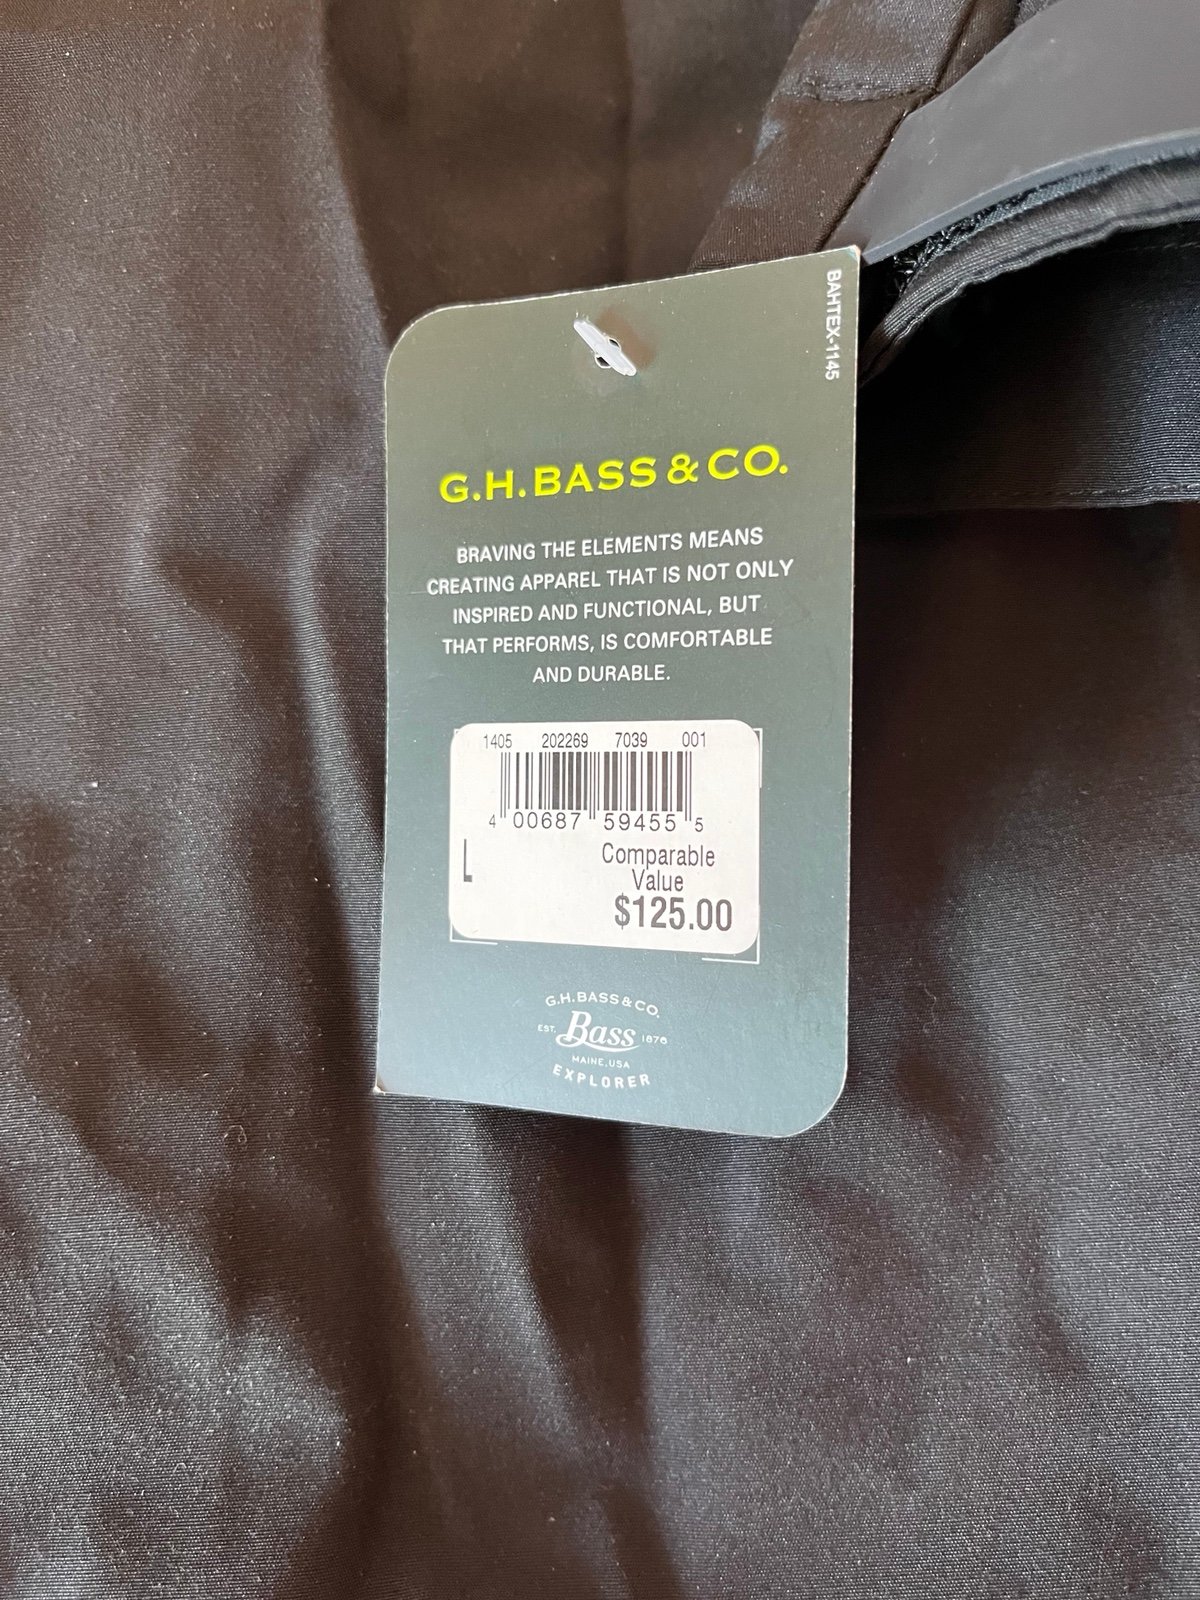 BAHTEX-1145
G.H.BASS & CO.
BRAVING THE ELEMENTS MEANS
CREATING APPAREL THAT IS NOT ONLY
INSPIRED AND FUNCTIONAL, BUT
THAT PERFORMS, IS COMFORTABLE
AND DURABLE.
1405 202269 7039 001
4 00687 59455 5
L
Comparable
Value
$125.00
G.H.BASS & CO.
EST. Bass 1876
MAINE, USA
EXPLORER